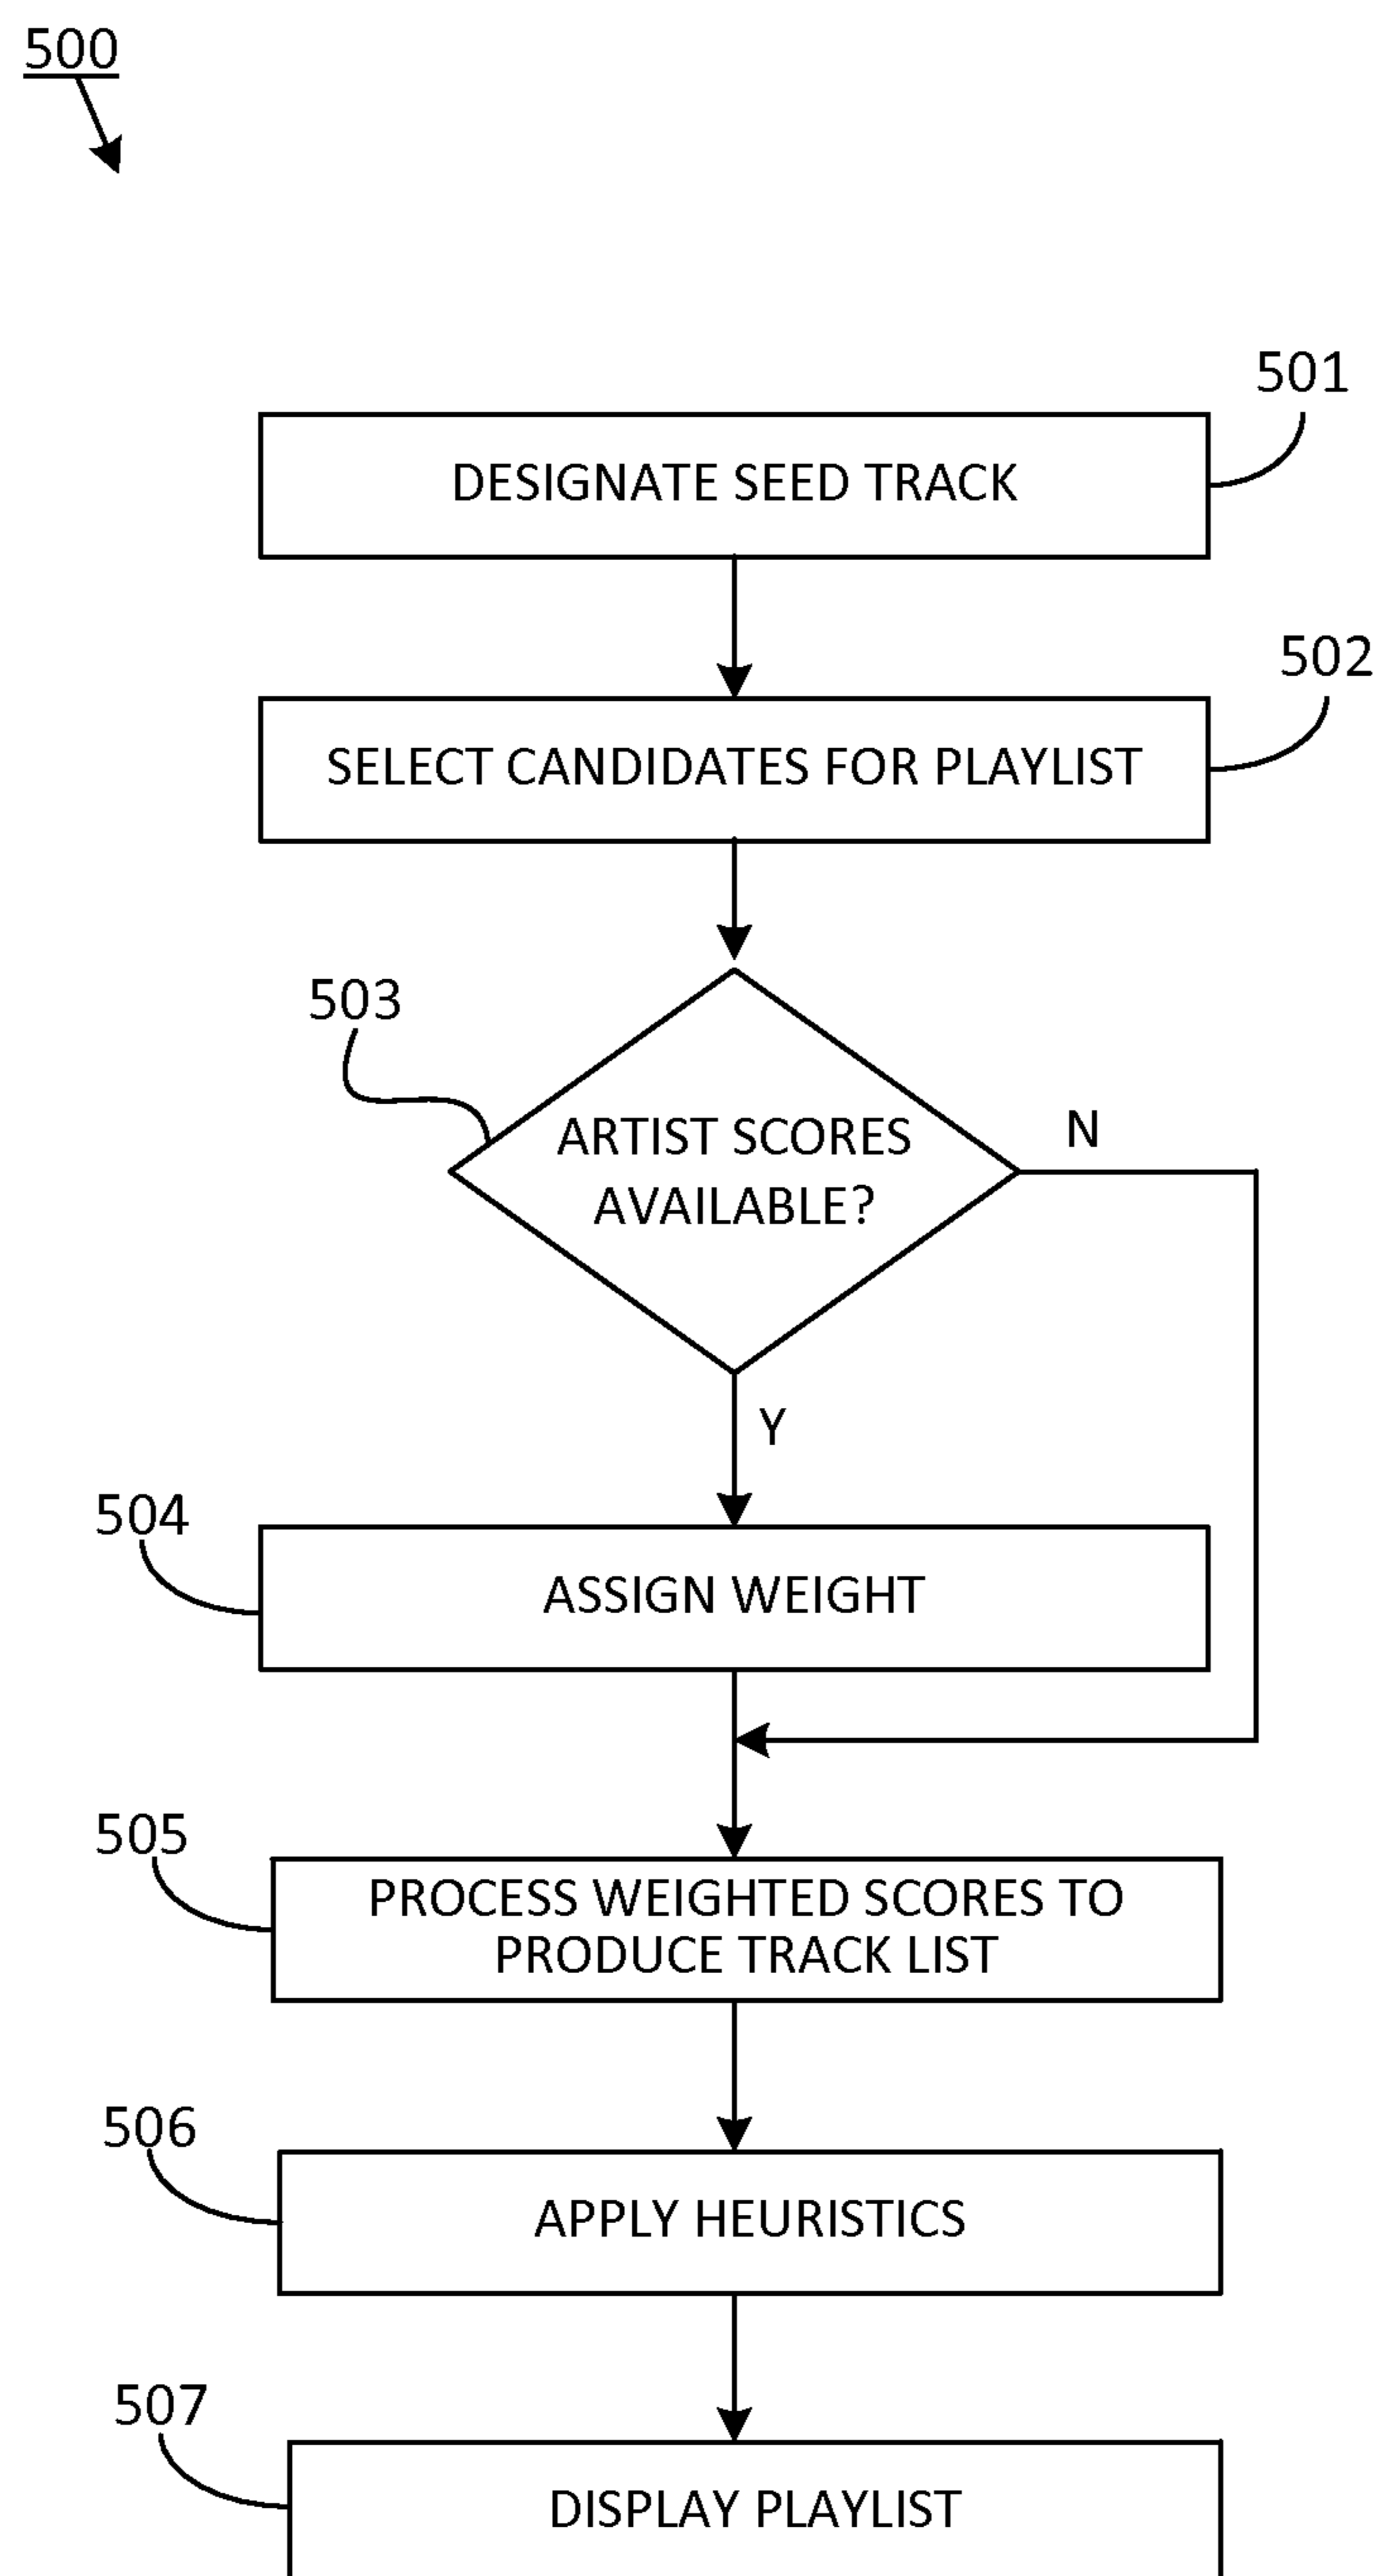 500
501
DESIGNATE SEED TRACK
502
SELECT CANDIDATES FOR PLAYLIST
503
ARTIST SCORES
AVAILABLE?
N
Y
504
ASSIGN WEIGHT
505
PROCESS WEIGHTED SCORES TO
PRODUCE TRACK LIST
506
APPLY HEURISTICS
507
DISPLAY PLAYLIST